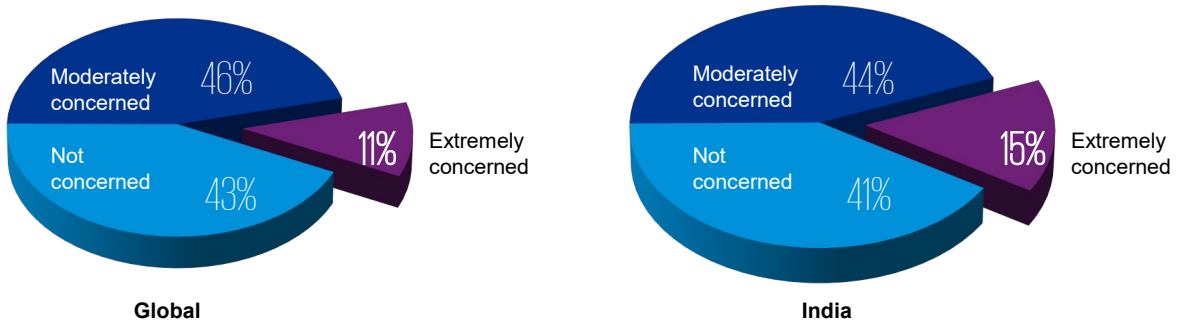 Moderately
concerned
46%
Not
concerned
43%
11%
Extremely
concerned
Global
Moderately
concerned
44%
Not
concerned
41%
15%
Extremely
concerned
India